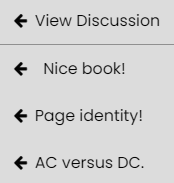 ← View Discussion
← Nice book!
← Page identity!
← AC versus DC.